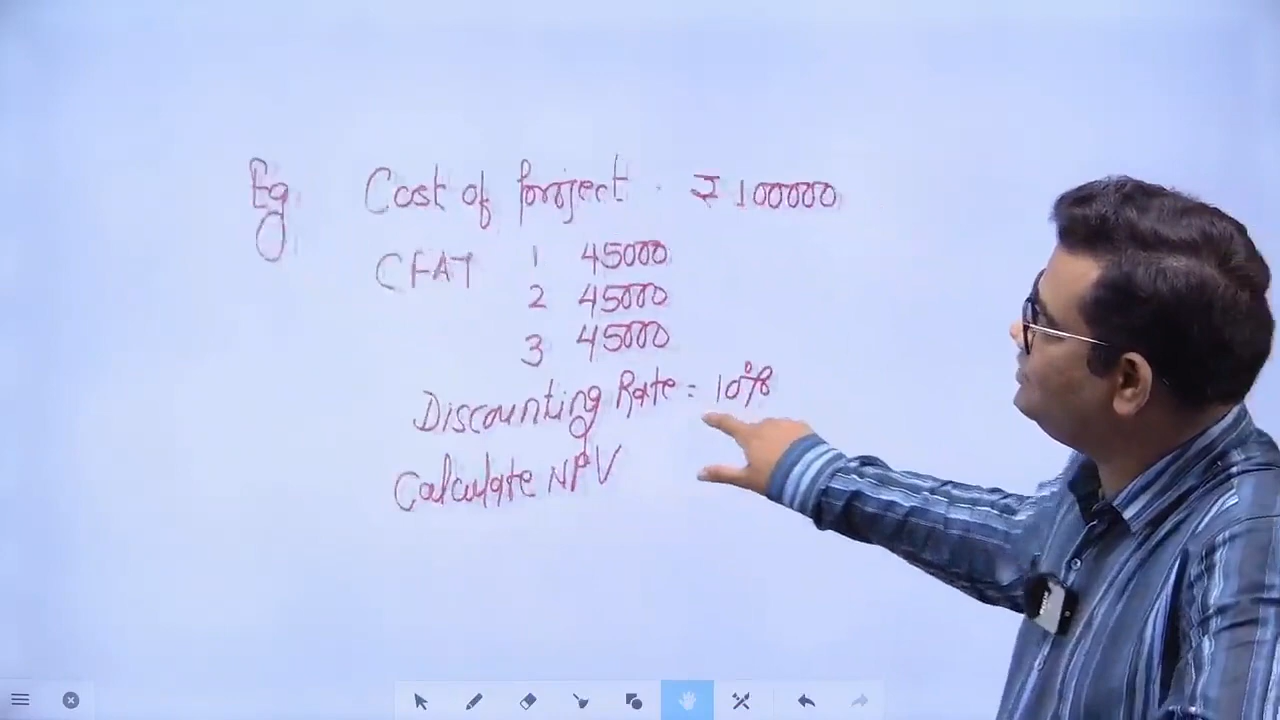 Eg Cost of project ₹ 100000
CFAT 1 45000
2 45000
3 45000
Discounting Rate = 10%
Calculate NPV